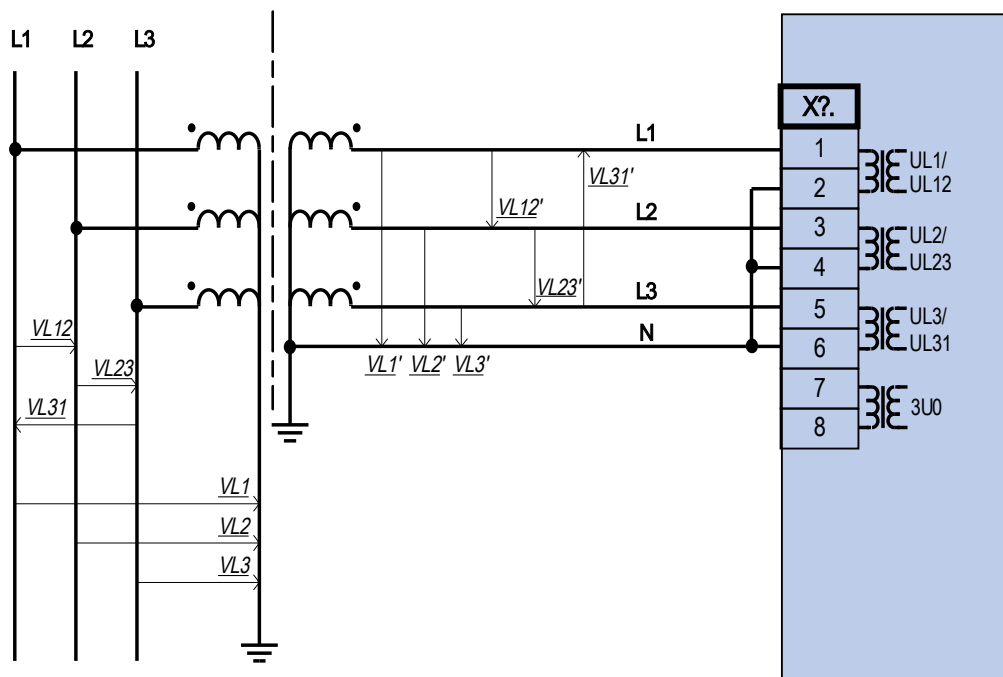 L1 L2 L3
X?.
L1
1
UL1/
UL12
VL31'
2
VL12'
L2
3
UL2/
UL23
4
VL23'
L3
5
UL3/
UL31
VL12
N
6
VL1' VL2' VL3'
VL23
7
3U0
VL31
8
VL1
VL2
VL3